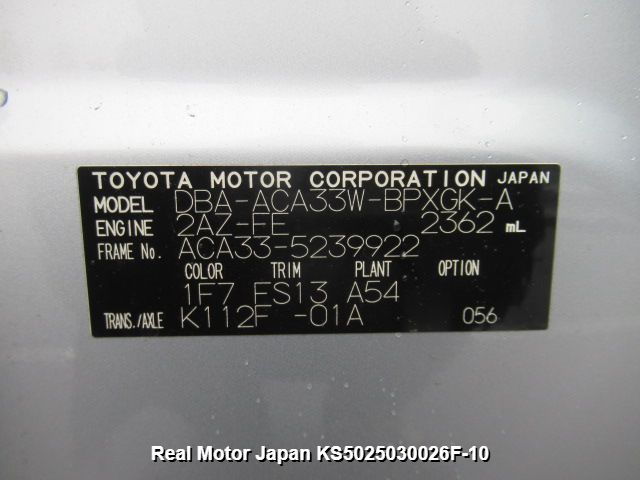 TOYOTA MOTOR CORPORATION JAPAN
MODEL DBA-ACA33W-BPXGK-A
ENGINE 2AZ-FE 2362 mL
FRAME No. ACA33-5239922
COLOR TRIM PLANT
1F7 FS13 A54
TRANS./AXLE K112F -01A 056
Real Motor Japan KS5025030026F-10